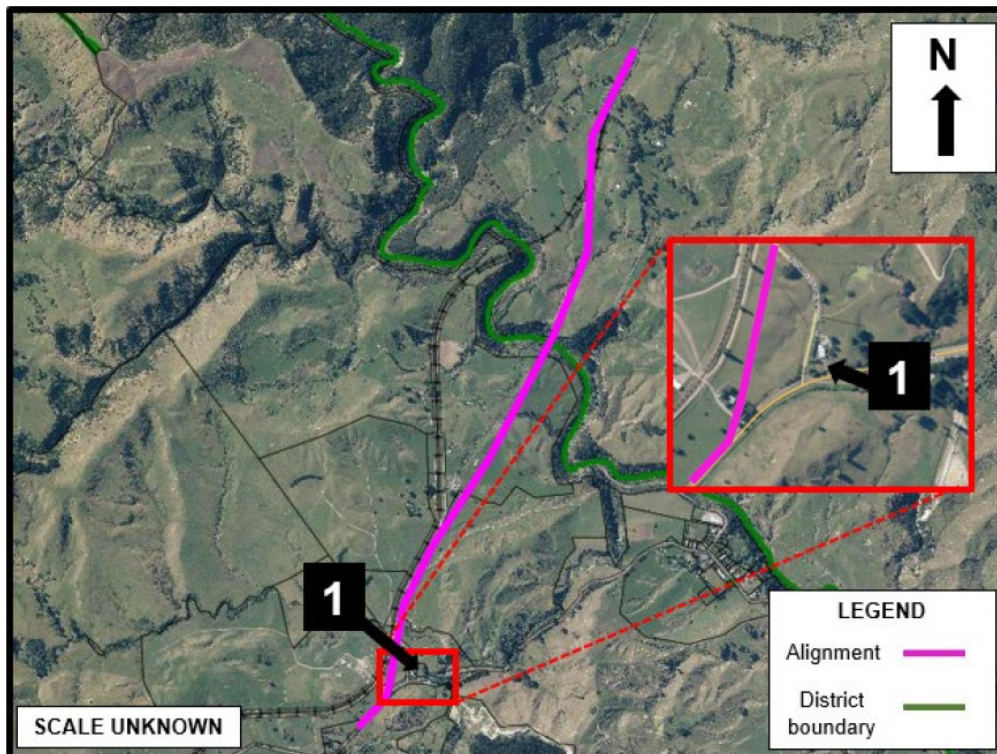 N
1
1
LEGEND
Alignment
District
boundary
SCALE UNKNOWN